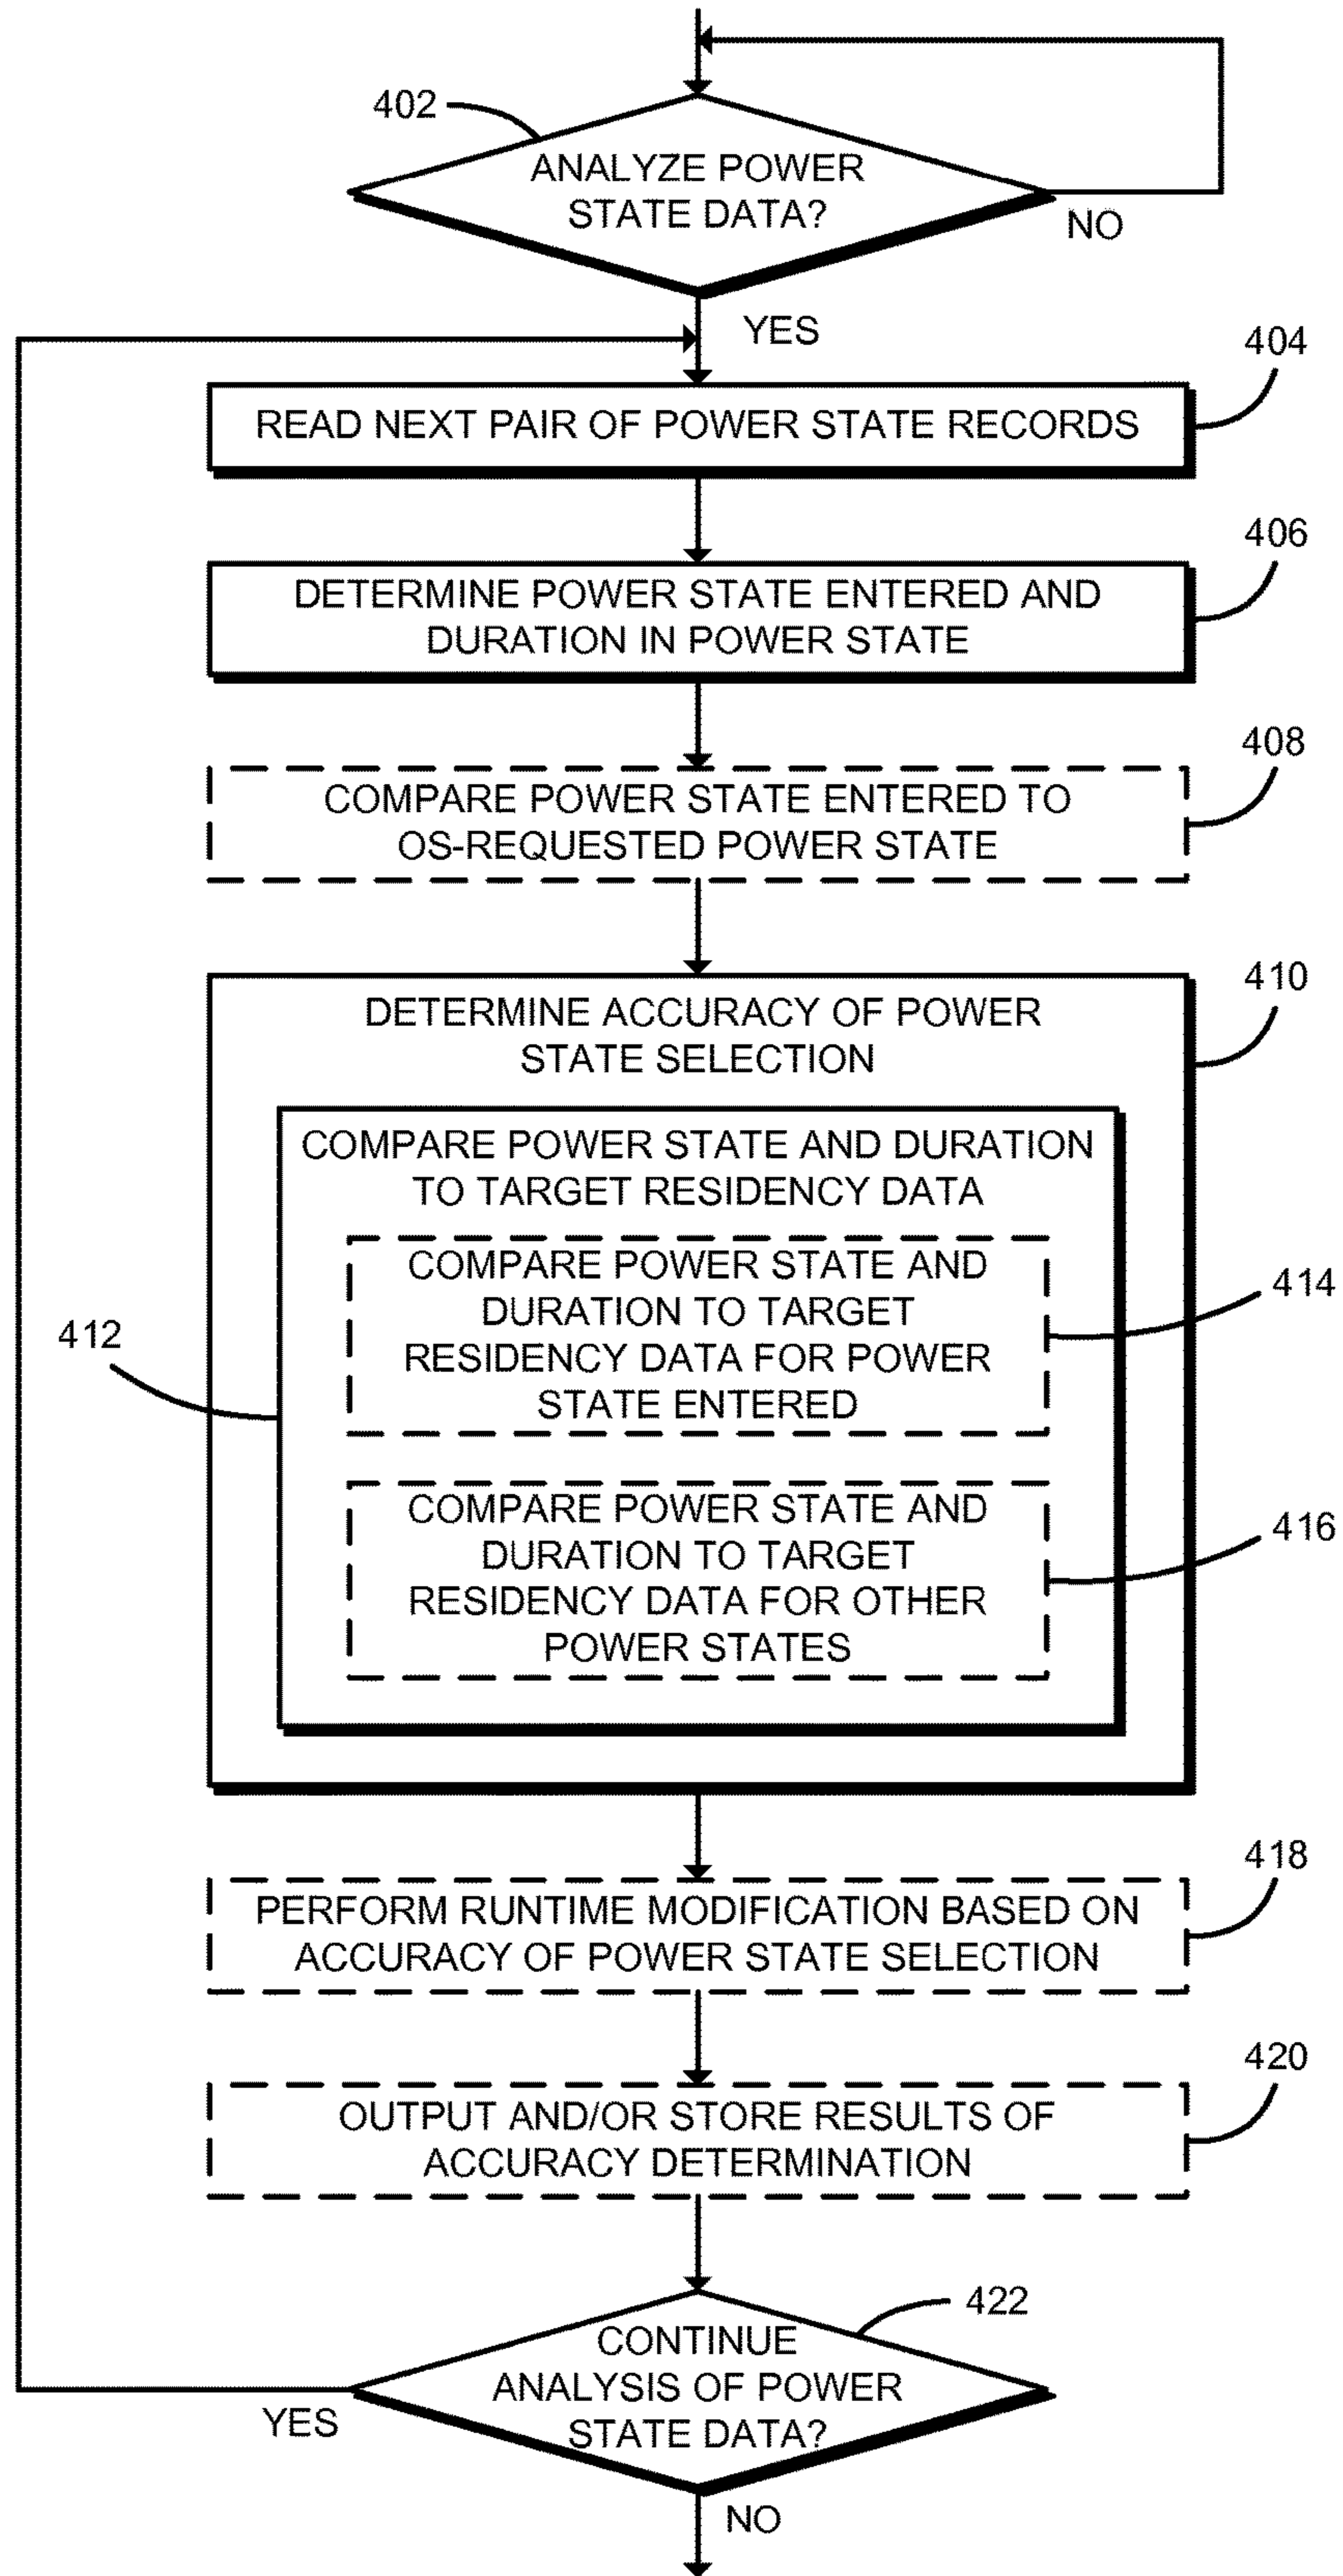 402
ANALYZE POWER
STATE DATA?
NO
YES
404
READ NEXT PAIR OF POWER STATE RECORDS
406
DETERMINE POWER STATE ENTERED AND
DURATION IN POWER STATE
408
COMPARE POWER STATE ENTERED TO
OS-REQUESTED POWER STATE
410
DETERMINE ACCURACY OF POWER
STATE SELECTION
412
COMPARE POWER STATE AND DURATION
TO TARGET RESIDENCY DATA
414
COMPARE POWER STATE AND
DURATION TO TARGET
RESIDENCY DATA FOR POWER
STATE ENTERED
416
COMPARE POWER STATE AND
DURATION TO TARGET
RESIDENCY DATA FOR OTHER
POWER STATES
418
PERFORM RUNTIME MODIFICATION BASED ON
ACCURACY OF POWER STATE SELECTION
420
OUTPUT AND/OR STORE RESULTS OF
ACCURACY DETERMINATION
422
CONTINUE
ANALYSIS OF POWER
STATE DATA?
YES
NO